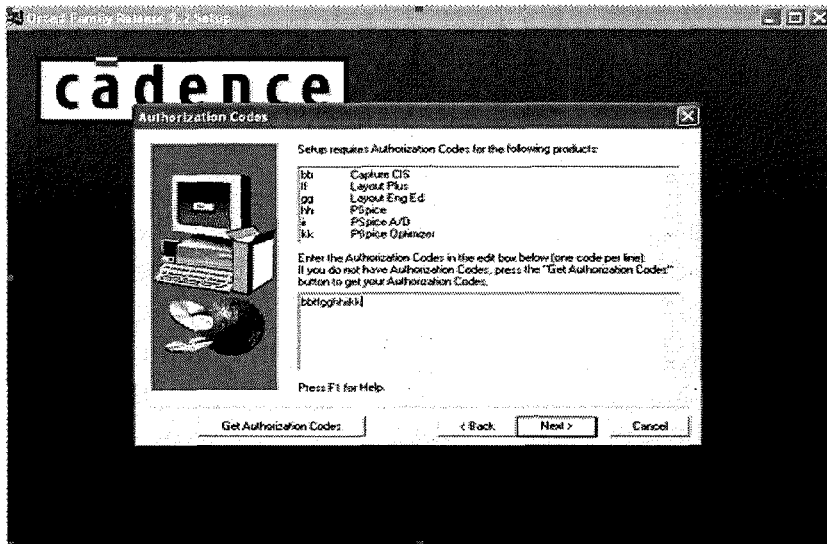 Orcad Family Release 9.2 Setup
cādence
Authorization Codes
Setup requires Authorization Codes for the following products:
bb Capture CIS
ff Layout Plus
gg Layout Eng Ed
hh PSpice
ii PSpice A/D
kk PSpice Optimizer
Enter the Authorization Codes in the edit box below (one code per line).
If you do not have Authorization Codes, press the "Get Authorization Codes"
button to get your Authorization Codes.
Press F1 for Help.
Get Authorization Codes
< Back
Next >
Cancel